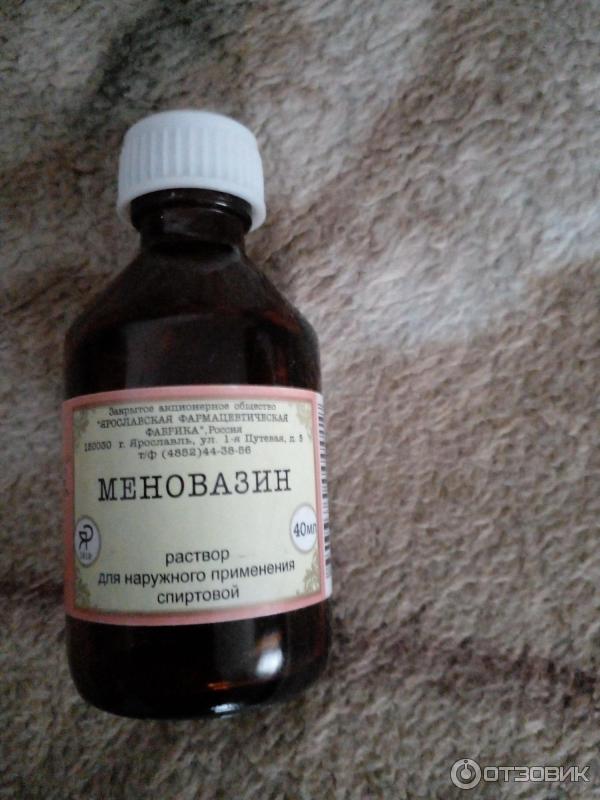 Закрытое акционерное общество
"ЯРОСЛАВСКАЯ ФАРМАЦЕВТИЧЕСКАЯ
ФАБРИКА", Россия
150030 г. Ярославль, ул. 1-я Путевая, д. 5
т/ф (4852)44-38-56
МЕНОВАЗИН
40мл
раствор
для наружного применения
спиртовой
ОТЗОВИК